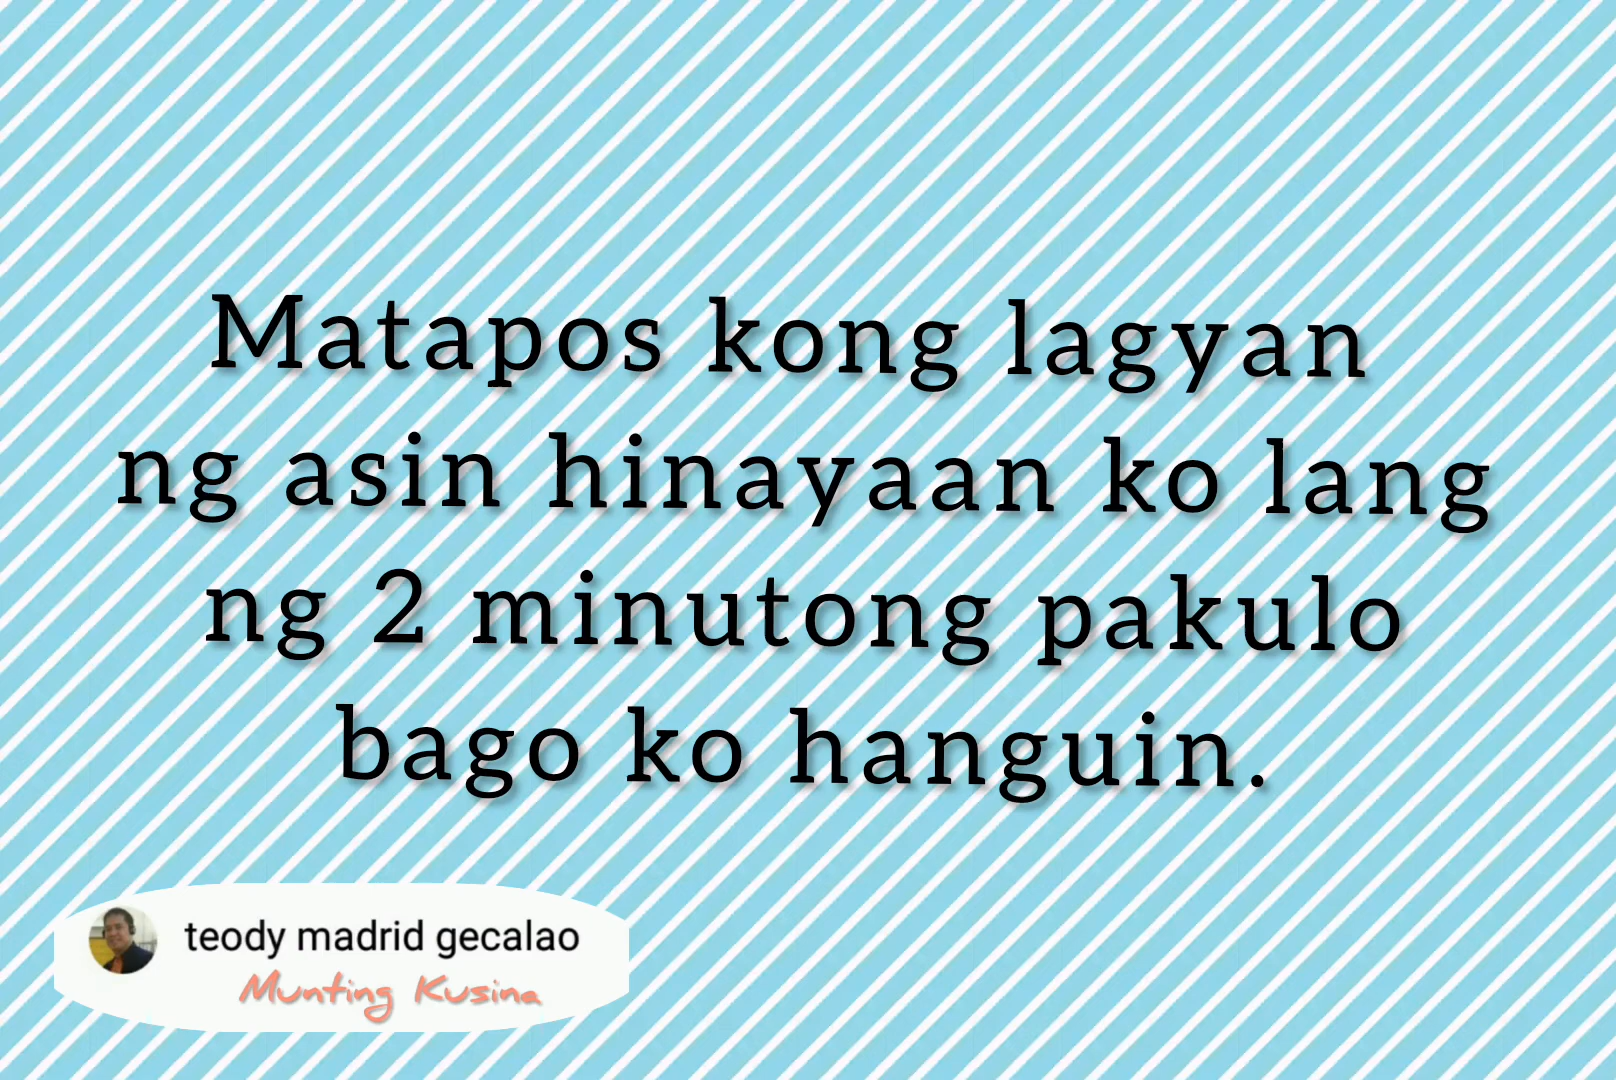 Matapos kong lagyan
ng asin hinayaan ko lang
ng 2 minutong pakulo
bago ko hanguin.
teody madrid gecalao
Munting Kusina